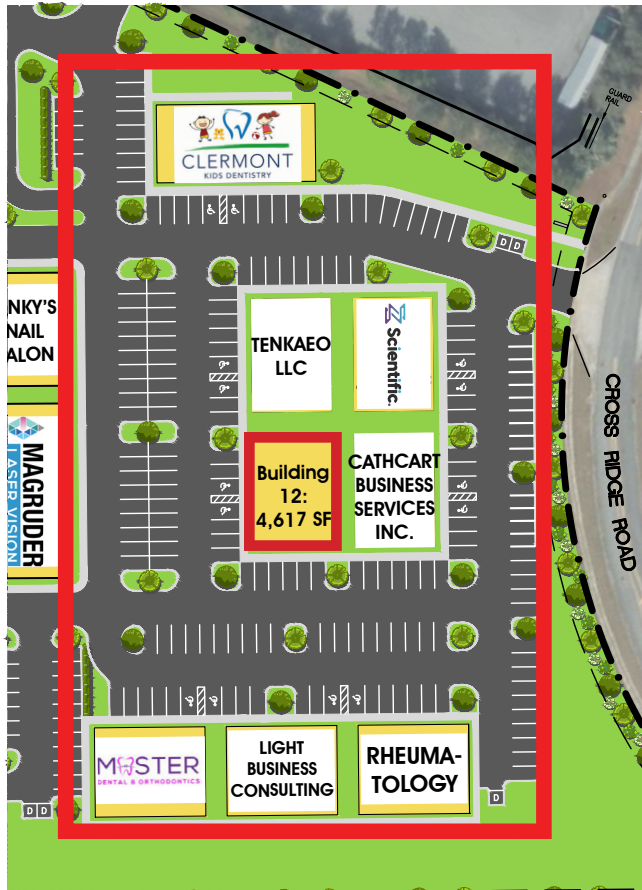 GUARD
RAIL
CLERMONT
KIDS DENTISTRY
D D
NKY'S
NAIL
ALON
TENKAEO
LLC
Scientific.
MAGRUDER
LASER VISION
Building
12:
4,617 SF
CATHCART
BUSINESS
SERVICES
INC.
CROSS RIDGE ROAD
MASTER
DENTAL & ORTHODONTICS
LIGHT
BUSINESS
CONSULTING
RHEUMA-
TOLOGY
D D
D